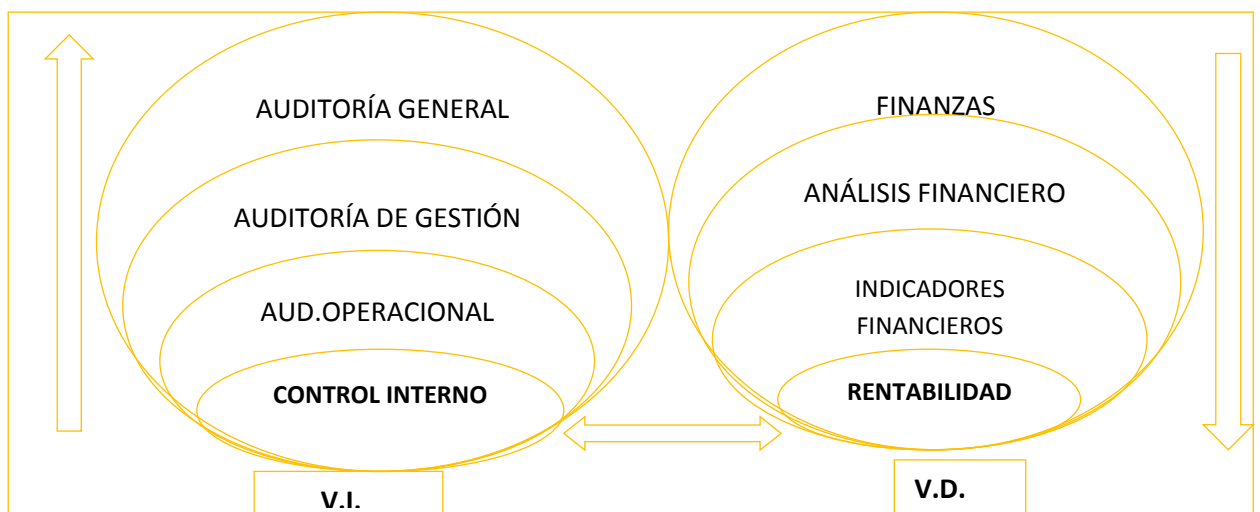 AUDITORÍA GENERAL
AUDITORÍA DE GESTIÓN
AUD.OPERACIONAL
CONTROL INTERNO
V.I.
FINANZAS
ANÁLISIS FINANCIERO
INDICADORES
FINANCIEROS
RENTABILIDAD
V.D.